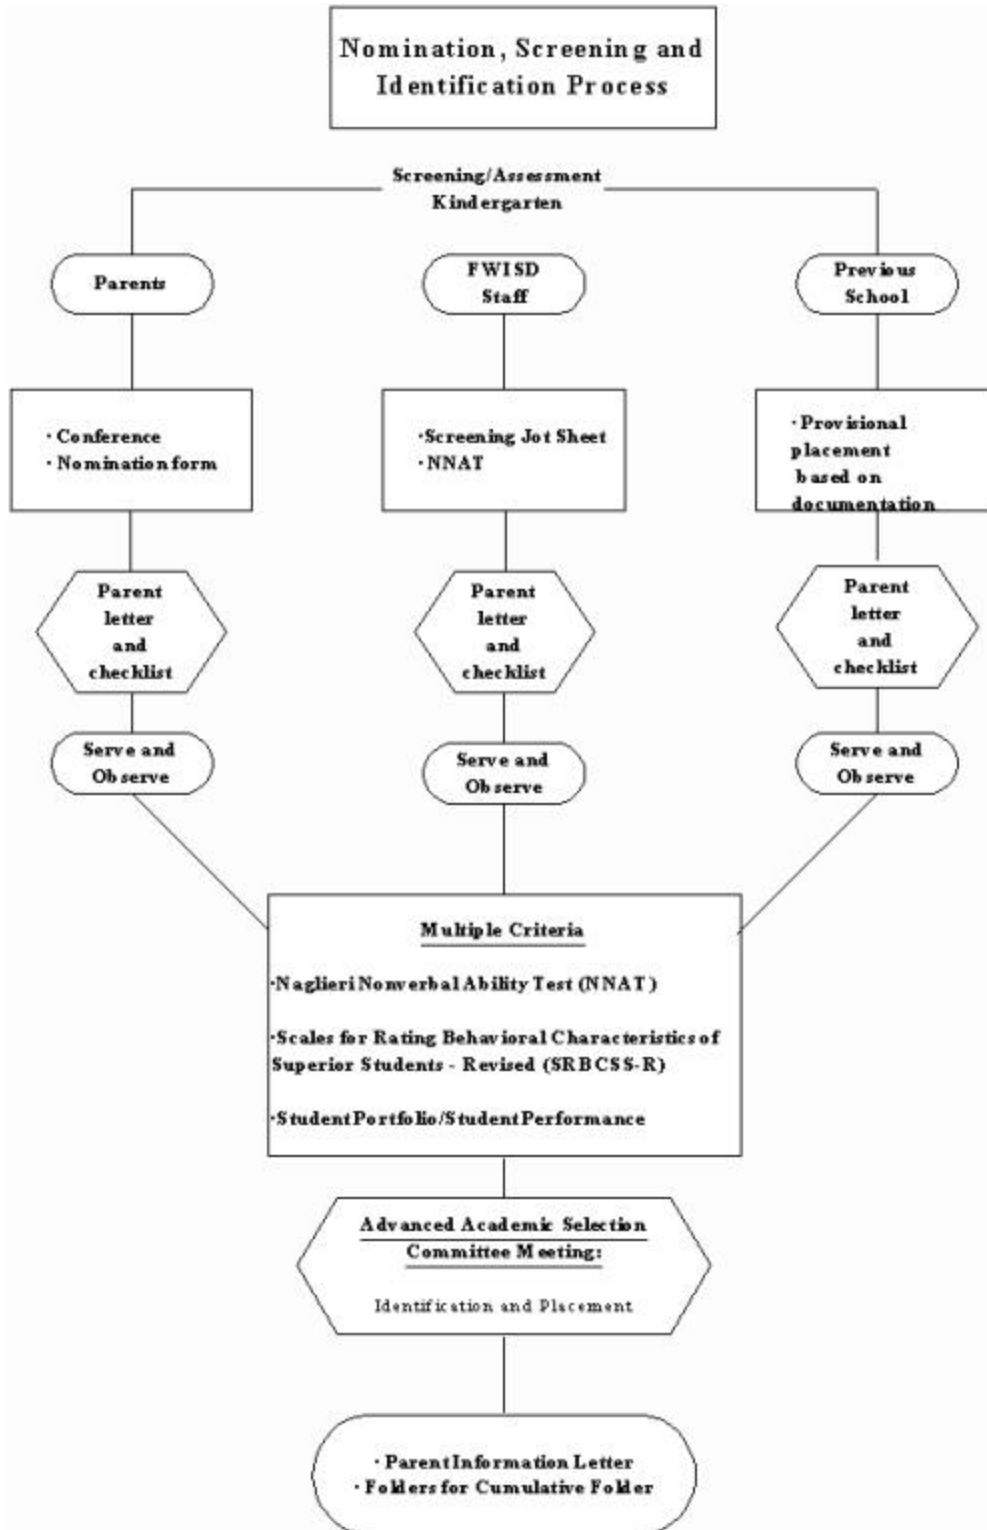 Nomination, Screening and
Identification Process
Screening/Assessment
Kindergarten
Parents
FWISD
Staff
Previous
School
· Conference
· Nomination form
·Screening Jot Sheet
·NNAT
· Provisional
placement
based on
documentation
Parent
letter
and
checklist
Parent
letter
and
checklist
Parent
letter
and
checklist
Serve and
Observe
Serve and
Observe
Serve and
Observe
Multiple Criteria
·Naglieri Nonverbal Ability Test (NNAT)
·Scales for Rating Behavioral Characteristics of
Superior Students - Revised (SRBCSS-R)
·Student Portfolio/Student Performance
Advanced Academic Selection
Committee Meeting:
Identification and Placement
· Parent Information Letter
· Folders for Cumulative Folder